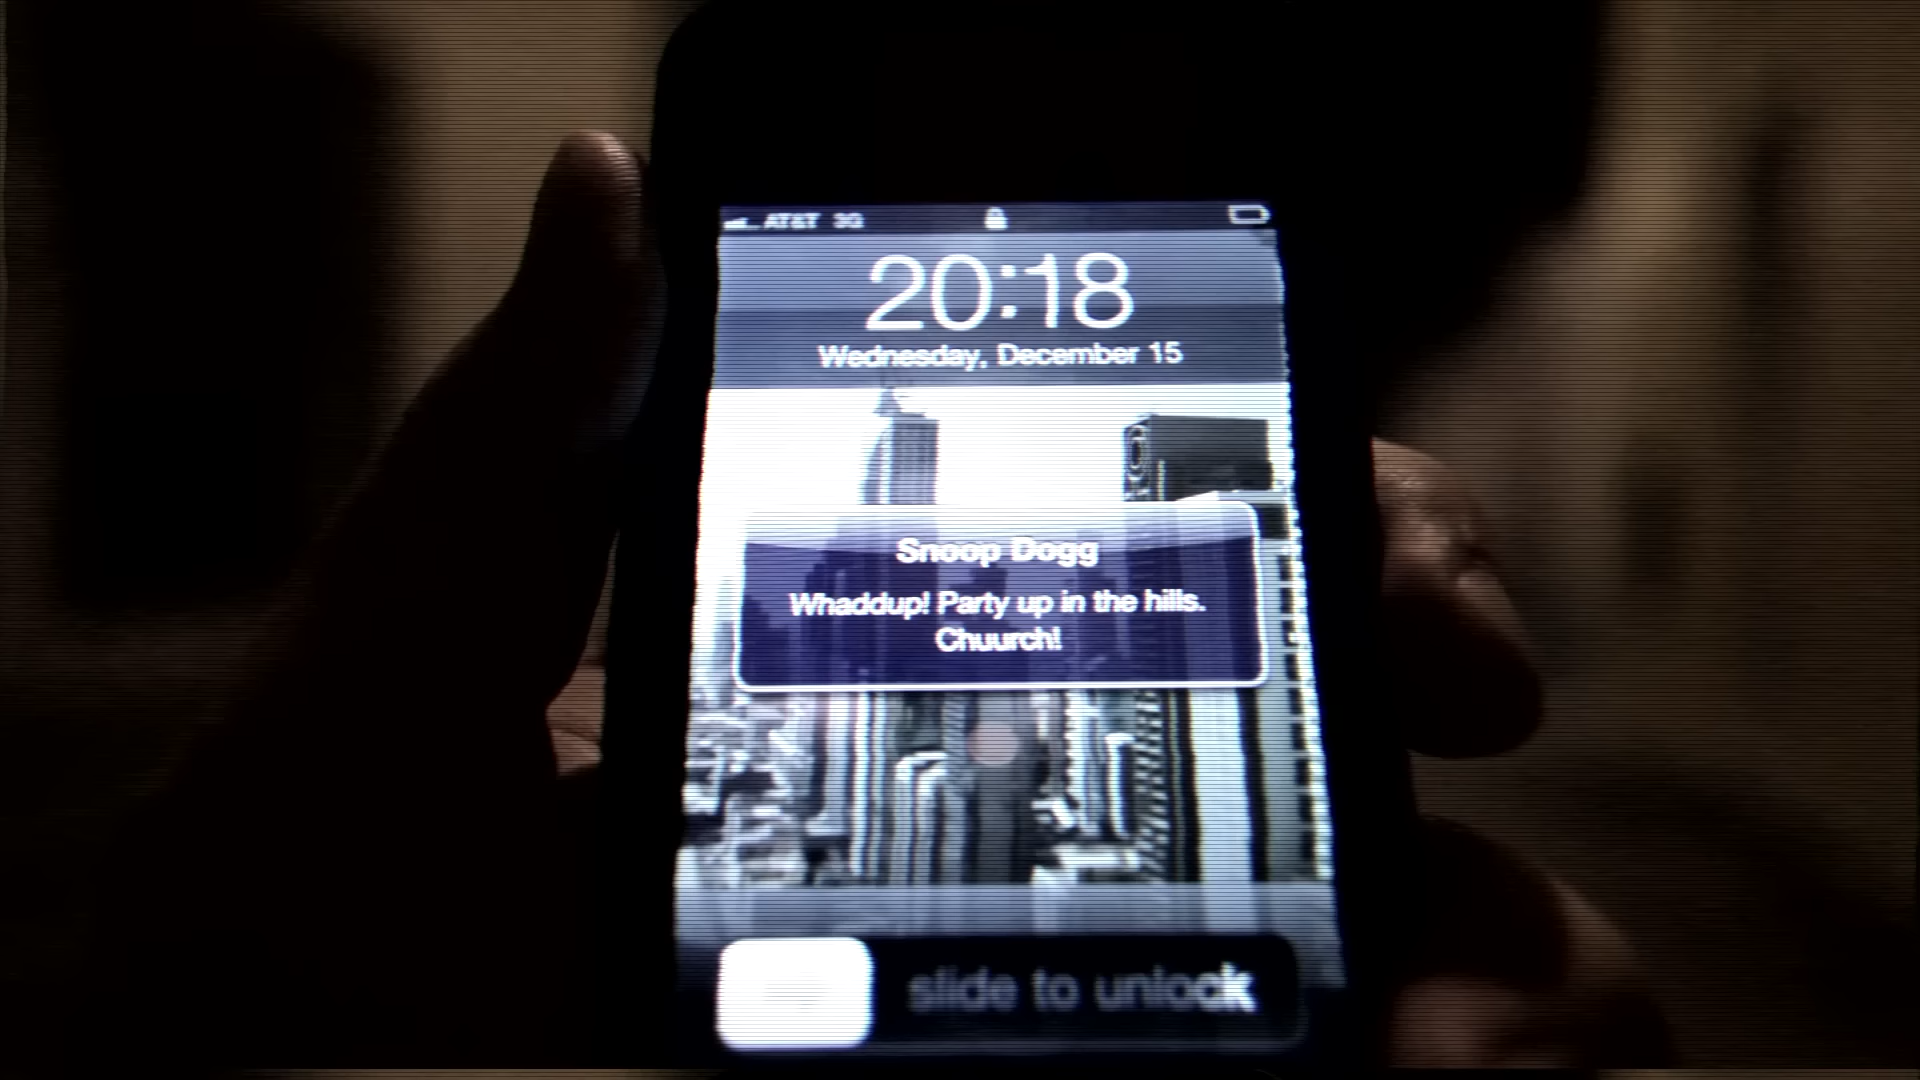 AT&T 3G
20:18
Wednesday, December 15
Snoop Dogg
Whaddup! Party up in the hills.
Chuurch!
slide to unlock